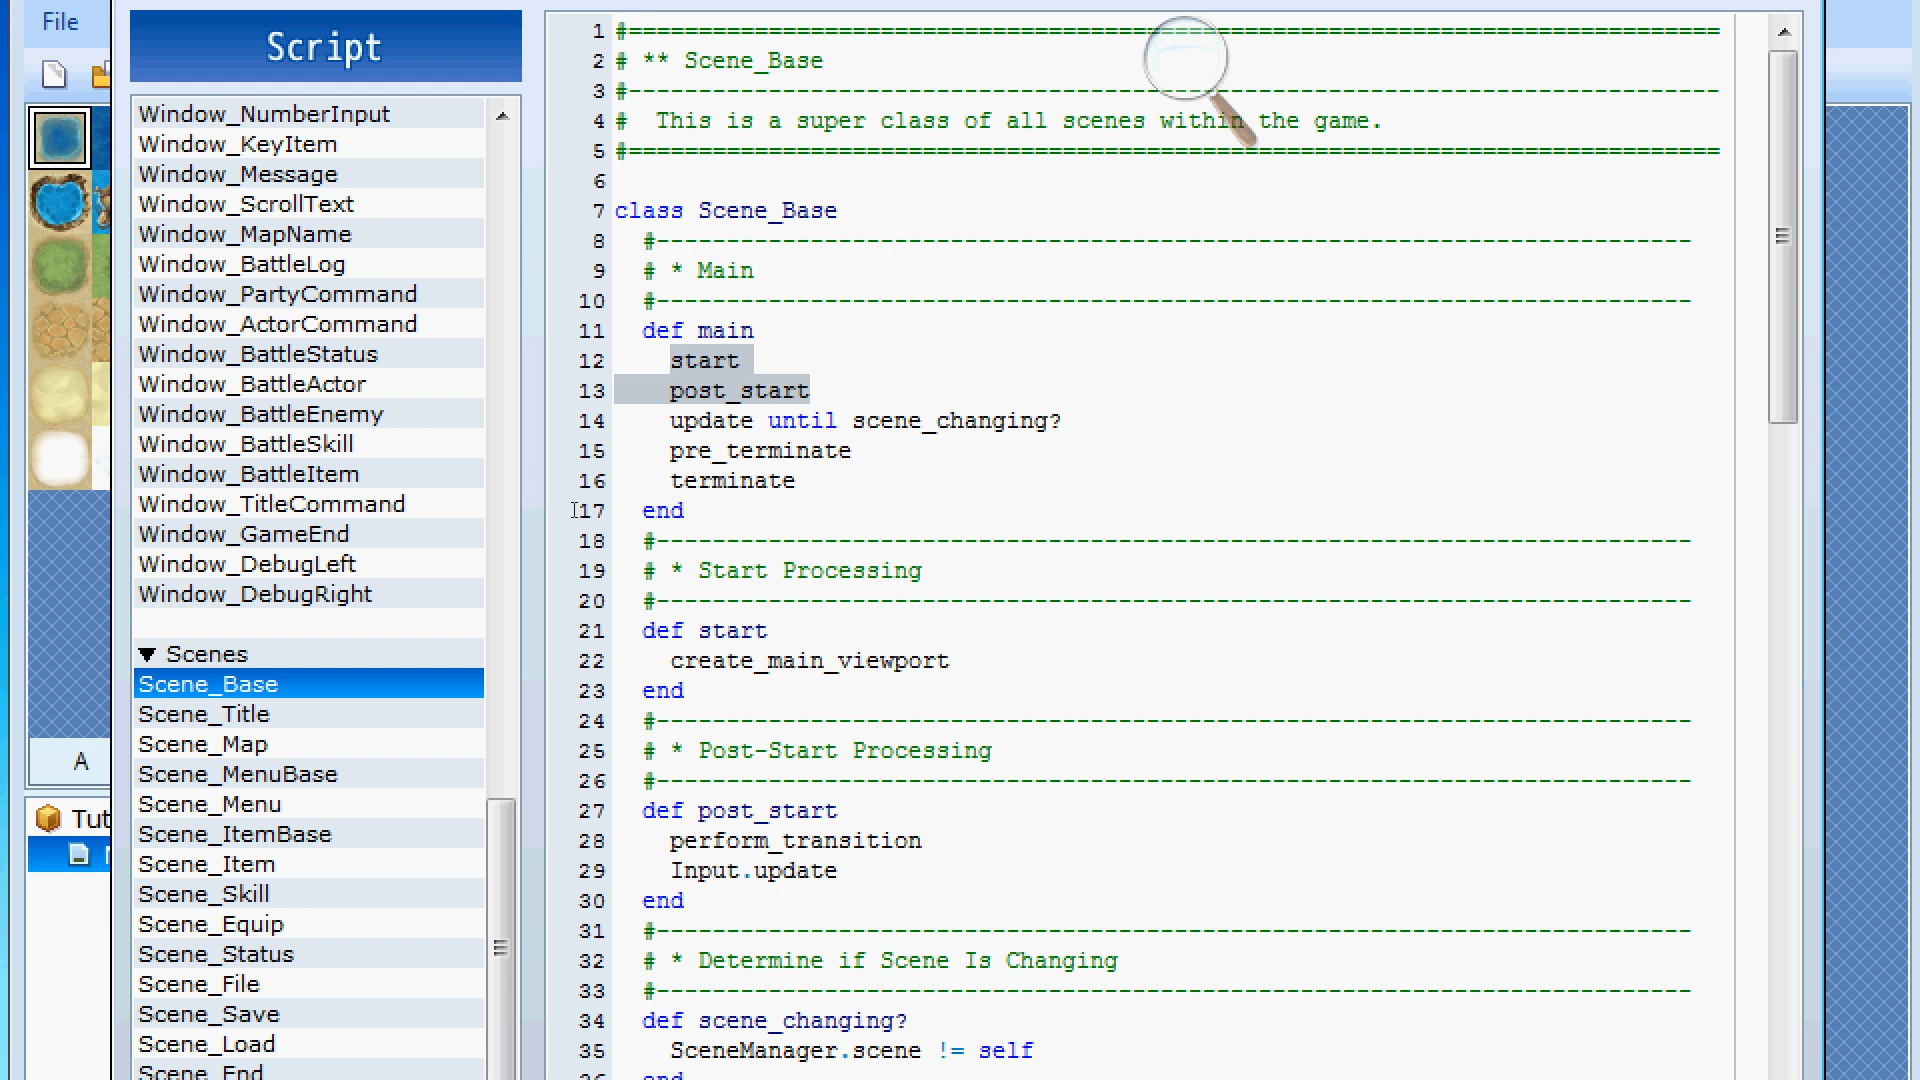 File
Script
Window_NumberInput
Window_KeyItem
Window_Message
Window_ScrollText
Window_MapName
Window_BattleLog
Window_PartyCommand
Window_ActorCommand
Window_BattleStatus
Window_BattleActor
Window_BattleEnemy
Window_BattleSkill
Window_BattleItem
Window_TitleCommand
Window_GameEnd
Window_DebugLeft
Window_DebugRight
▼ Scenes
Scene_Base
Scene_Title
Scene_Map
Scene_MenuBase
Scene_Menu
Scene_ItemBase
Scene_Item
Scene_Skill
Scene_Equip
Scene_Status
Scene_File
Scene_Save
Scene_Load
Scene_End
A
Tut
1 #==============================================================================
2 # ** Scene_Base
3 #------------------------------------------------------------------------------
4 #  This is a super class of all scenes within the game.
5 #==============================================================================
6
7 class Scene_Base
8   #--------------------------------------------------------------------------
9   # * Main
10   #--------------------------------------------------------------------------
11   def main
12     start
13     post_start
14     update until scene_changing?
15     pre_terminate
16     terminate
17   end
18   #--------------------------------------------------------------------------
19   # * Start Processing
20   #--------------------------------------------------------------------------
21   def start
22     create_main_viewport
23   end
24   #--------------------------------------------------------------------------
25   # * Post-Start Processing
26   #--------------------------------------------------------------------------
27   def post_start
28     perform_transition
29     Input.update
30   end
31   #--------------------------------------------------------------------------
32   # * Determine if Scene Is Changing
33   #--------------------------------------------------------------------------
34   def scene_changing?
35     SceneManager.scene != self
36   end